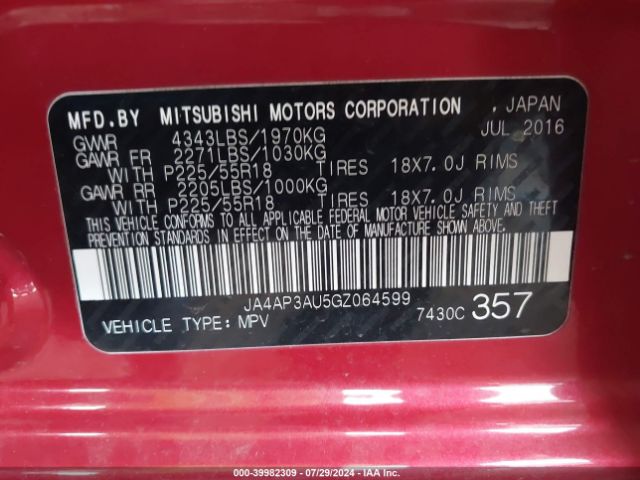 MFD.BY MITSUBISHI MOTORS CORPORATION , JAPAN
GVWR 4343LBS/1970KG JUL 2016
GAWR FR 2271LBS/1030KG
WITH P225/55R18 TIRES 18X7.0J RIMS
GAWR RR 2205LBS/1000KG
WITH P225/55R18 TIRES 18X7.0J RIMS
THIS VEHICLE CONFORMS TO ALL APPLICABLE FEDERAL MOTOR VEHICLE SAFETY AND THEFT
PREVENTION STANDARDS IN EFFECT ON THE DATE OF MANUFACTURE SHOWN ABOVE.
JA4AP3AU5GZ064599
VEHICLE TYPE: MPV 7430C 357
000-39982309 | 07/29/2024 - IAA Inc.